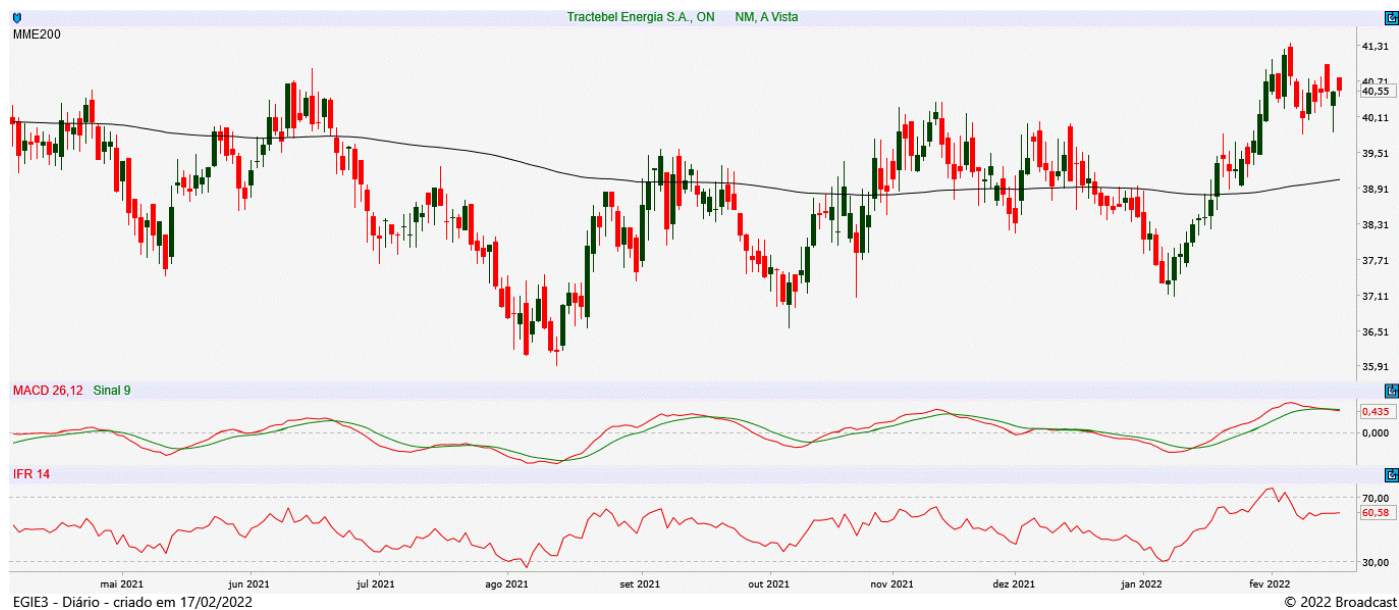 Tractebel Energia S.A., ON NM, A Vista
MME200
41,31
40,71
40,55
40,11
39,51
38,91
38,31
37,71
37,11
36,51
35,91
MACD 26,12 Sinal 9
0,435
0,000
IFR 14
70,00
60,58
30,00
mai 2021 jun 2021 jul 2021 ago 2021 set 2021 out 2021 nov 2021 dez 2021 jan 2022 fev 2022
EGIE3 - Diário - criado em 17/02/2022 © 2022 Broadcast